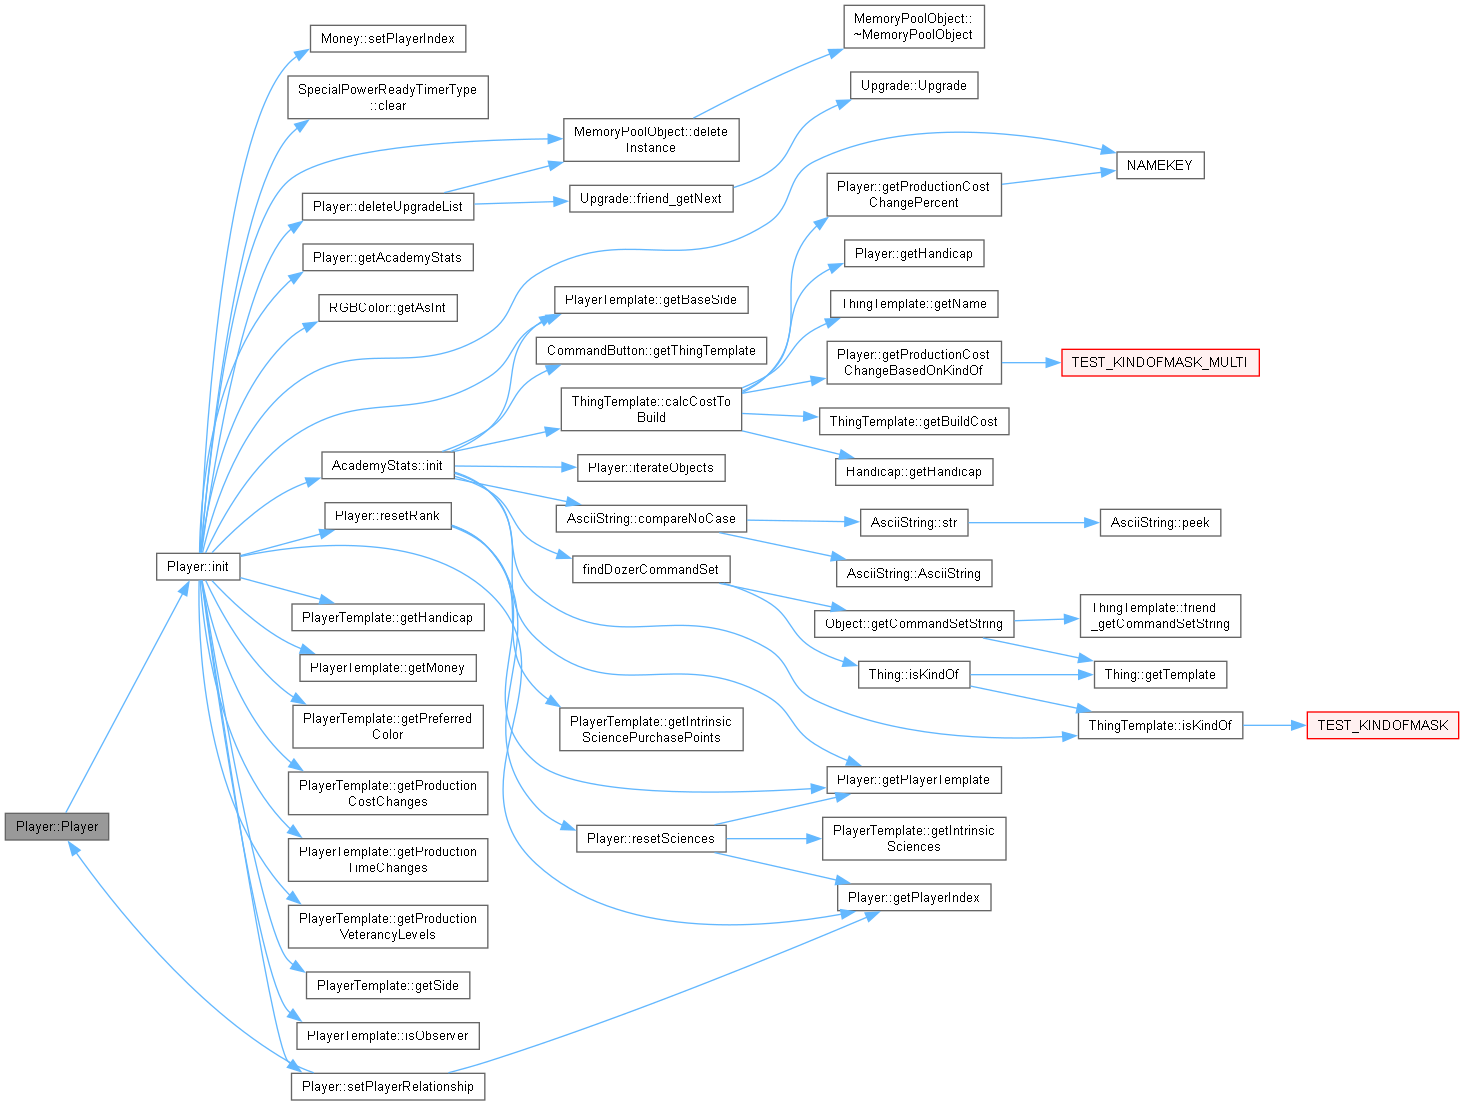 Player::Player
Player::init
Money::setPlayerIndex
SpecialPowerReadyTimerType
::clear
Player::deleteUpgradeList
Player::getAcademyStats
RGBColor::getAsInt
AcademyStats::init
Player::resetRank
PlayerTemplate::getHandicap
PlayerTemplate::getMoney
PlayerTemplate::getPreferred
Color
PlayerTemplate::getProduction
CostChanges
PlayerTemplate::getProduction
TimeChanges
PlayerTemplate::getProduction
VeterancyLevels
PlayerTemplate::getSide
PlayerTemplate::isObserver
Player::setPlayerRelationship
MemoryPoolObject::delete
Instance
Upgrade::friend_getNext
PlayerTemplate::getBaseSide
CommandButton::getThingTemplate
ThingTemplate::calcCostTo
Build
Player::iterateObjects
AsciiString::compareNoCase
findDozerCommandSet
PlayerTemplate::getIntrinsic
SciencePurchasePoints
Player::resetSciences
MemoryPoolObject::
~MemoryPoolObject
Upgrade::Upgrade
Player::getProductionCost
ChangePercent
Player::getHandicap
ThingTemplate::getName
Player::getProductionCost
ChangeBasedOnKindOf
ThingTemplate::getBuildCost
Handicap::getHandicap
AsciiString::str
AsciiString::AsciiString
Object::getCommandSetString
Thing::isKindOf
Player::getPlayerTemplate
PlayerTemplate::getIntrinsic
Sciences
Player::getPlayerIndex
NAMEKEY
TEST_KINDOFMASK_MULTI
AsciiString::peek
ThingTemplate::friend
_getCommandSetString
Thing::getTemplate
ThingTemplate::isKindOf
TEST_KINDOFMASK